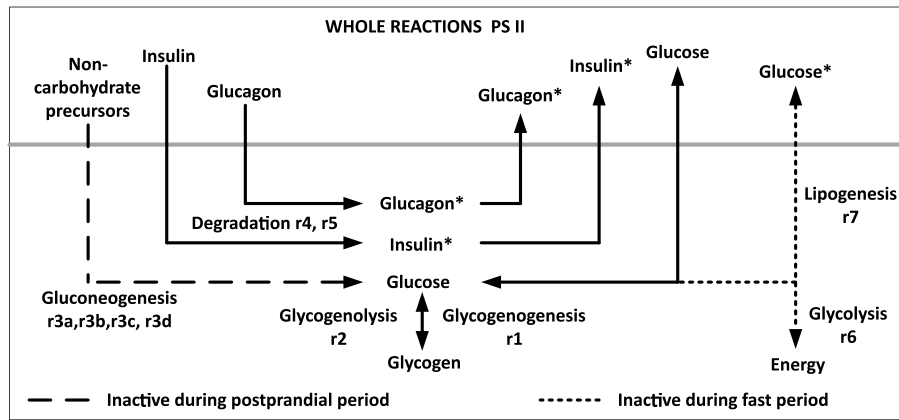 WHOLE REACTIONS PS II
Non-
carbohydrate
precursors
Insulin
Glucagon
Glucagon*
Insulin*
Glucose
Glucose*
Glucagon*
Degradation r4, r5
Insulin*
Lipogenesis
r7
Glucose
Gluconeogenesis
r3a,r3b,r3c, r3d
Glycogenolysis
r2
Glycogenogenesis
r1
Glycolysis
r6
Glycogen
Energy
Inactive during postprandial period
Inactive during fast period